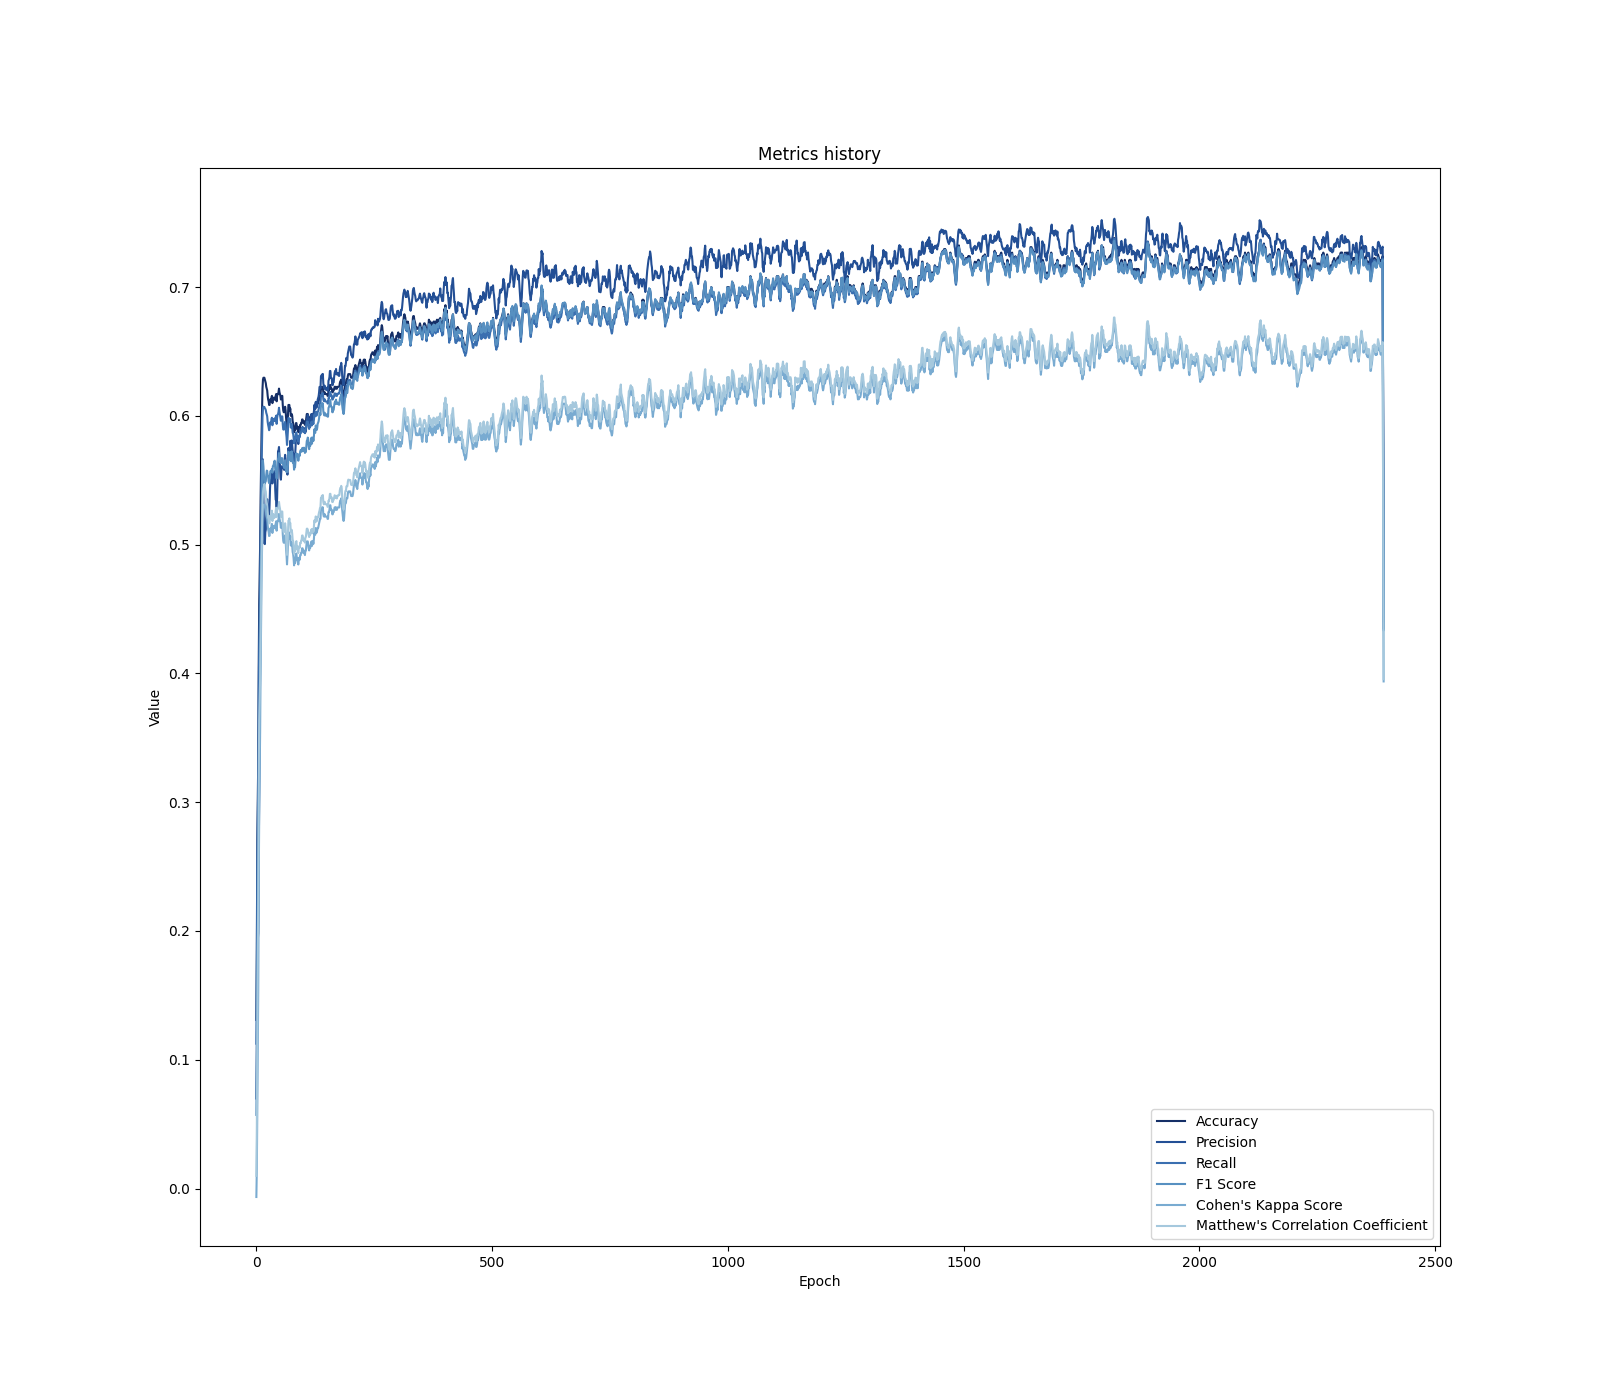 Metrics history
Value
0.7
0.6
0.5
0.4
0.3
0.2
0.1
0.0
Accuracy
Precision
Recall
F1 Score
Cohen's Kappa Score
Matthew's Correlation Coefficient
0
500
1000
1500
2000
2500
Epoch